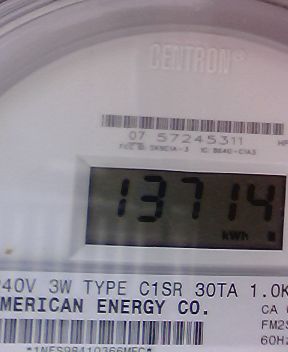 CENTRON®
07 57245311
13714
kWh
40V 3W TYPE C1SR 30TA 1.0K
MERICAN ENERGY CO.
CA
FM2S
60HZ